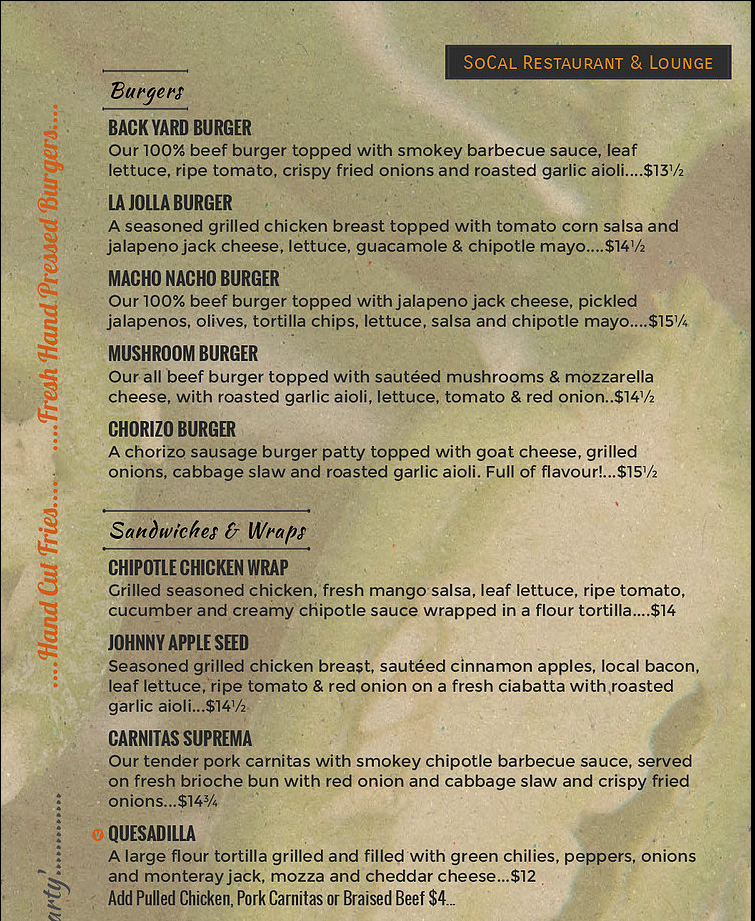 SoCal Restaurant & Lounge
Burgers
BACK YARD BURGER
Our 100% beef burger topped with smokey barbecue sauce, leaf
lettuce, ripe tomato, crispy fried onions and roasted garlic aioli....$13½
LA JOLLA BURGER
A seasoned grilled chicken breast topped with tomato corn salsa and
jalapeno jack cheese, lettuce, guacamole & chipotle mayo....$14½
MACHO NACHO BURGER
Our 100% beef burger topped with jalapeno jack cheese, pickled
jalapenos, olives, tortilla chips, lettuce, salsa and chipotle mayo....$15¼
MUSHROOM BURGER
Our all beef burger topped with sautéed mushrooms & mozzarella
cheese, with roasted garlic aioli, lettuce, tomato & red onion..$14½
CHORIZO BURGER
A chorizo sausage burger patty topped with goat cheese, grilled
onions, cabbage slaw and roasted garlic aioli. Full of flavour!...$15½
Sandwiches & Wraps
CHIPOTLE CHICKEN WRAP
Grilled seasoned chicken, fresh mango salsa, leaf lettuce, ripe tomato,
cucumber and creamy chipotle sauce wrapped in a flour tortilla....$14
JOHNNY APPLE SEED
Seasoned grilled chicken breast, sautéed cinnamon apples, local bacon,
leaf lettuce, ripe tomato & red onion on a fresh ciabatta with roasted
garlic aioli...$14½
CARNITAS SUPREMA
Our tender pork carnitas with smokey chipotle barbecue sauce, served
on fresh brioche bun with red onion and cabbage slaw and crispy fried
onions...$14¾
V QUESADILLA
A large flour tortilla grilled and filled with green chilies, peppers, onions
and monteray jack, mozza and cheddar cheese...$12
Add Pulled Chicken, Pork Carnitas or Braised Beef $4...
....Hand Cut Fries.... ....Fresh Hand Pressed Burgers....